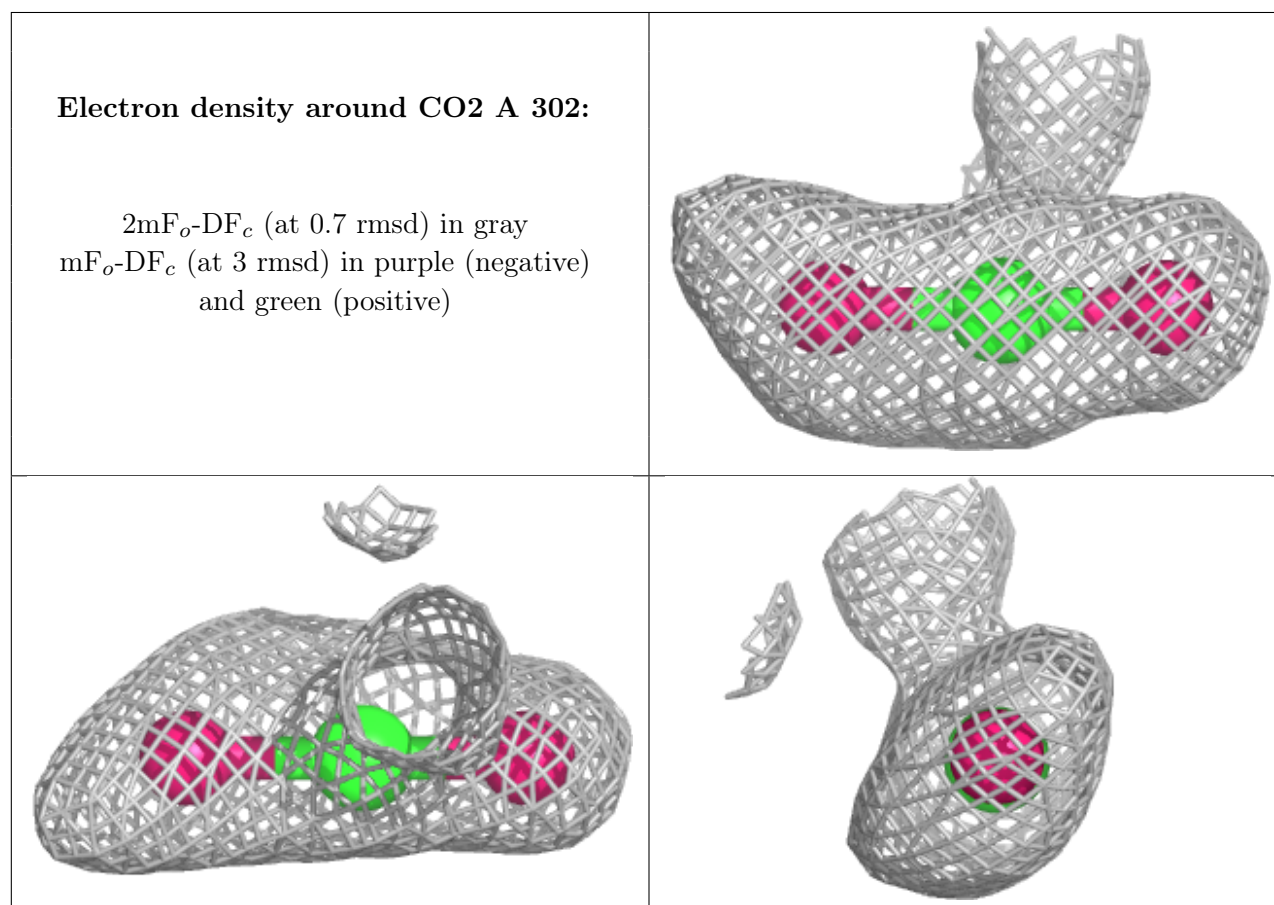 Electron density around CO2 A 302:
2mFo-DFc (at 0.7 rmsd) in gray
mFo-DFc (at 3 rmsd) in purple (negative)
and green (positive)